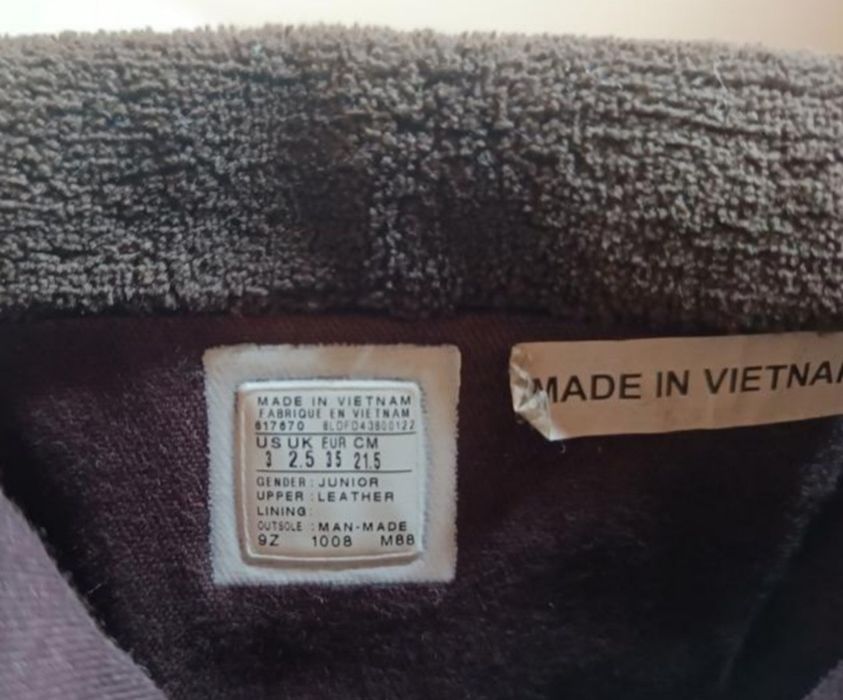 MADE IN VIETNAM
FABRIQUE EN VIETNAM
617670 8LDFD43800122
US UK EUR CM
3 2.5 35 21.5
GENDER : JUNIOR
UPPER : LEATHER
LINING :
OUTSOLE : MAN-MADE
9Z 1008 M88
MADE IN VIETNA